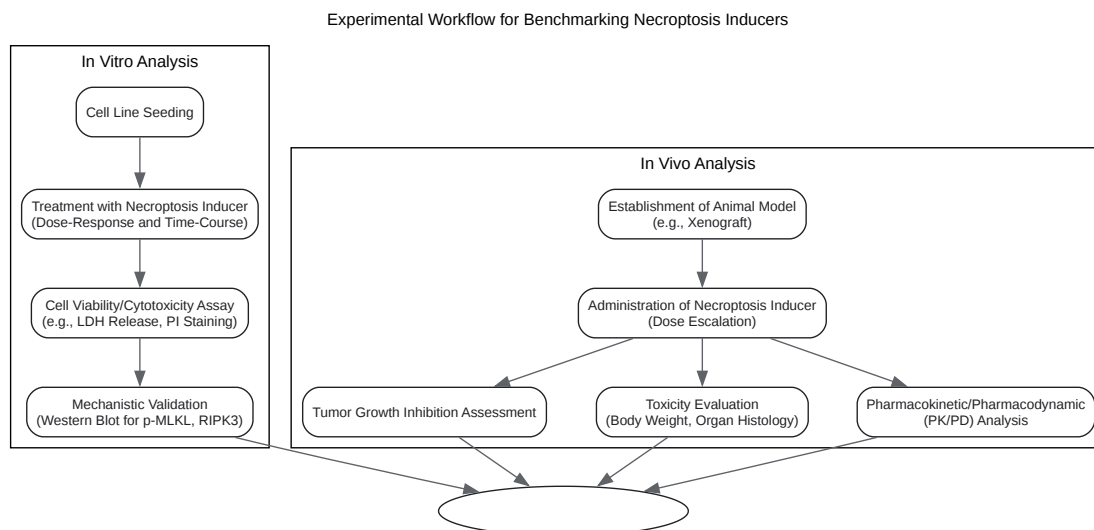 Experimental Workflow for Benchmarking Necroptosis Inducers
In Vitro Analysis
Cell Line Seeding
Treatment with Necroptosis Inducer
(Dose-Response and Time-Course)
Cell Viability/Cytotoxicity Assay
(e.g., LDH Release, PI Staining)
Mechanistic Validation
(Western Blot for p-MLKL, RIPK3)
In Vivo Analysis
Establishment of Animal Model
(e.g., Xenograft)
Administration of Necroptosis Inducer
(Dose Escalation)
Tumor Growth Inhibition Assessment
Toxicity Evaluation
(Body Weight, Organ Histology)
Pharmacokinetic/Pharmacodynamic
(PK/PD) Analysis